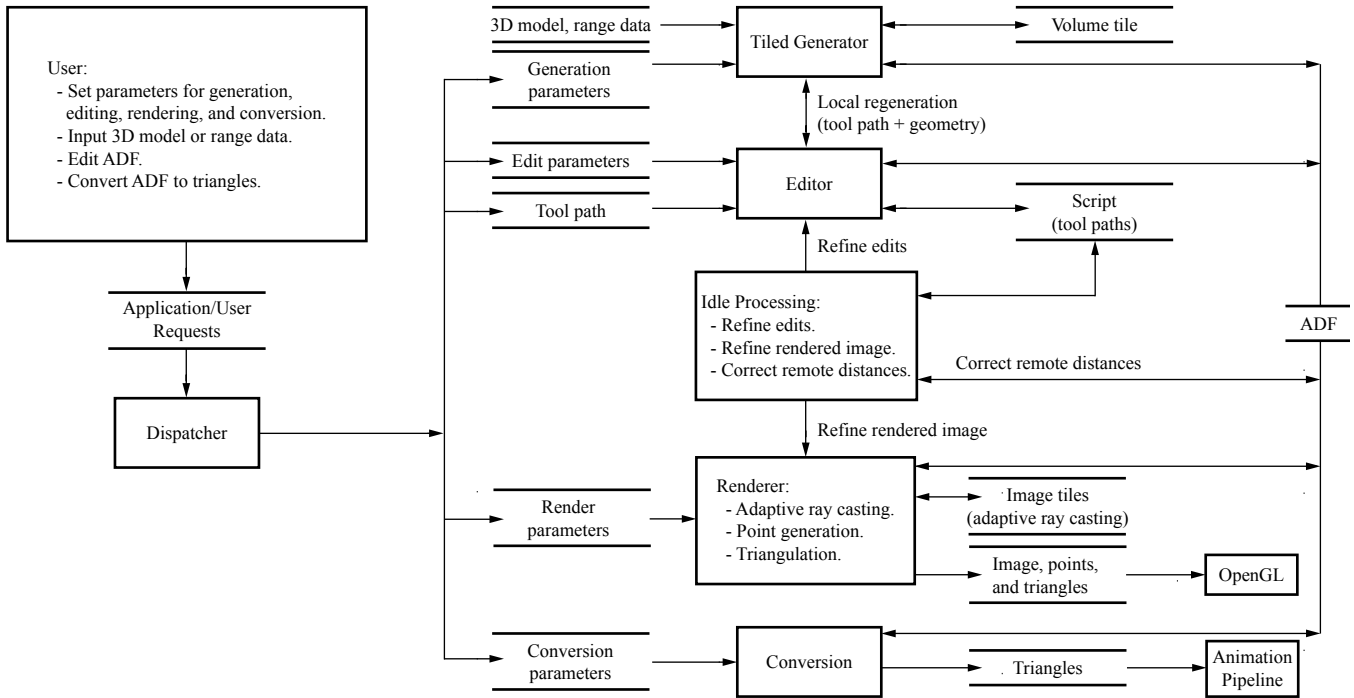 User:
- Set parameters for generation,
editing, rendering, and conversion.
- Input 3D model or range data.
- Edit ADF.
- Convert ADF to triangles.
Application/User
Requests
Dispatcher
3D model, range data
Generation
parameters
Edit parameters
Tool path
Render
parameters
Conversion
parameters
Tiled Generator
Local regeneration
(tool path + geometry)
Editor
Refine edits
Idle Processing:
- Refine edits.
- Refine rendered image.
- Correct remote distances.
Refine rendered image
Renderer:
- Adaptive ray casting.
- Point generation.
- Triangulation.
Conversion
Volume tile
Script
(tool paths)
Correct remote distances
Image tiles
(adaptive ray casting)
Image, points,
and triangles
Triangles
ADF
OpenGL
Animation
Pipeline